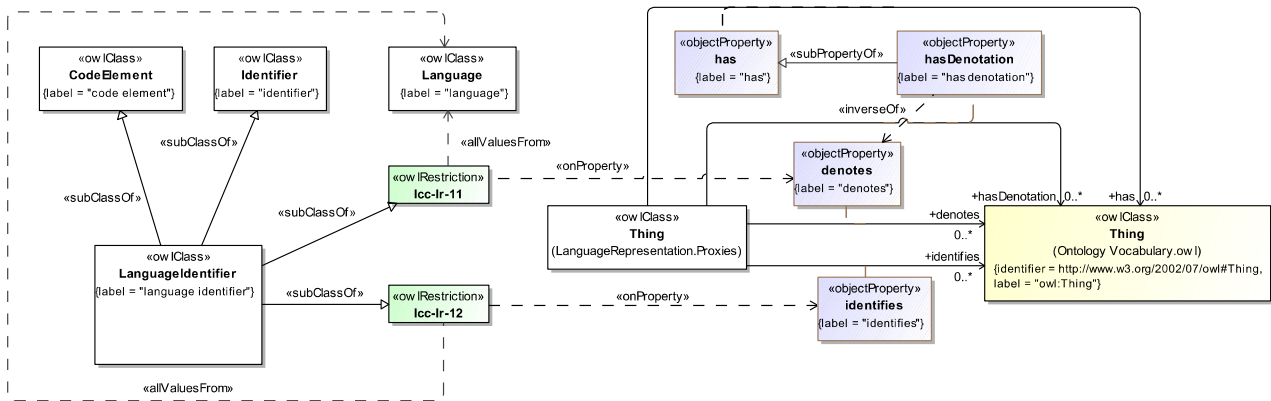 «owlClass»
CodeElement
{label = "code element"}
«owlClass»
Identifier
{label = "identifier"}
«owlClass»
Language
{label = "language"}
«objectProperty»
has
{label = "has"}
«subPropertyOf»
«objectProperty»
hasDenotation
{label = "has denotation"}
«inverseOf»
«subClassOf»
«allValuesFrom»
«objectProperty»
denotes
{label = "denotes"}
«onProperty»
«owlRestriction»
lcc-lr-11
«subClassOf»
«subClassOf»
+hasDenotation
0..*
+has
0..*
«owlClass»
Thing
(LanguageRepresentation.Proxies)
+denotes
0..*
+identifies
0..*
«owlClass»
Thing
(Ontology Vocabulary.owl)
{identifier = http://www.w3.org/2002/07/owl#Thing,
label = "owl:Thing"}
«owlClass»
LanguageIdentifier
{label = "language identifier"}
«subClassOf»
«owlRestriction»
lcc-lr-12
«onProperty»
«objectProperty»
identifies
{label = "identifies"}
«allValuesFrom»